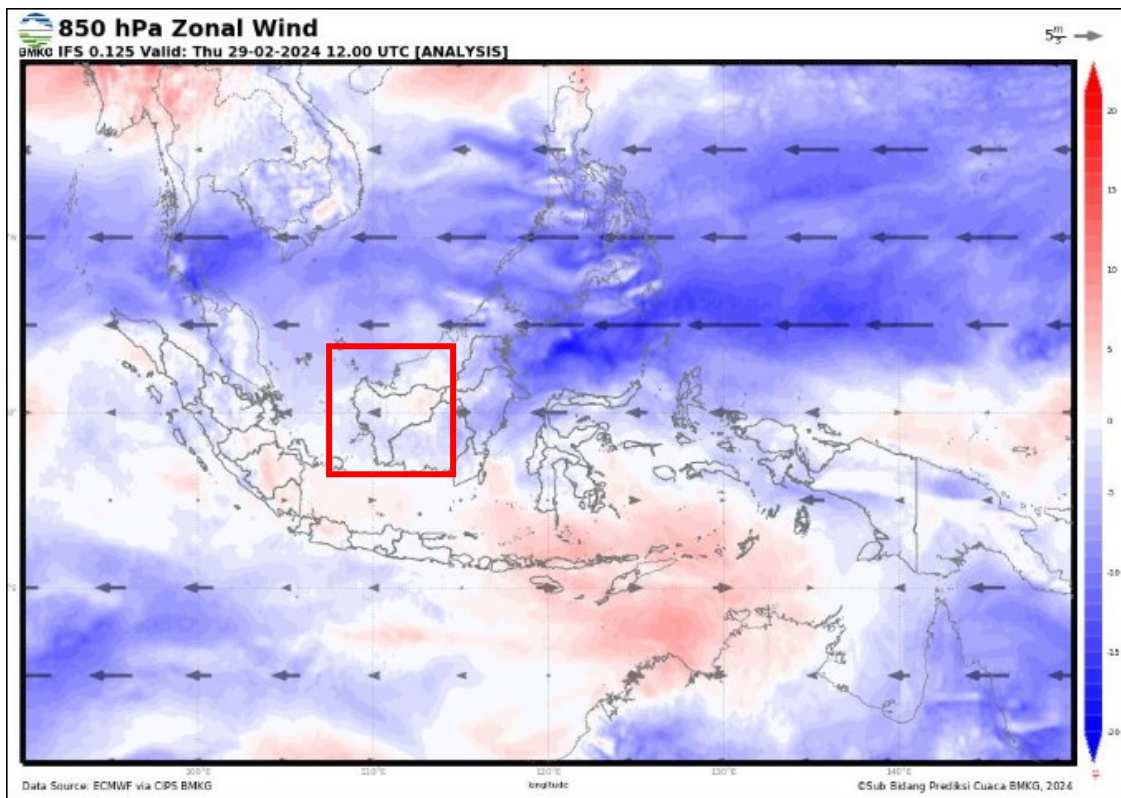 850 hPa Zonal Wind
BMKG IFS 0.125 Valid: Thu 29-02-2024 12.00 UTC [ANALYSIS]
5 m/s
20
15
10
5
0
-5
-10
-15
-20
100°E
110°E
120°E
130°E
140°E
longitude
Data Source: ECMWF via CIPS BMKG
©Sub Bidang Prediksi Cuaca BMKG, 2024